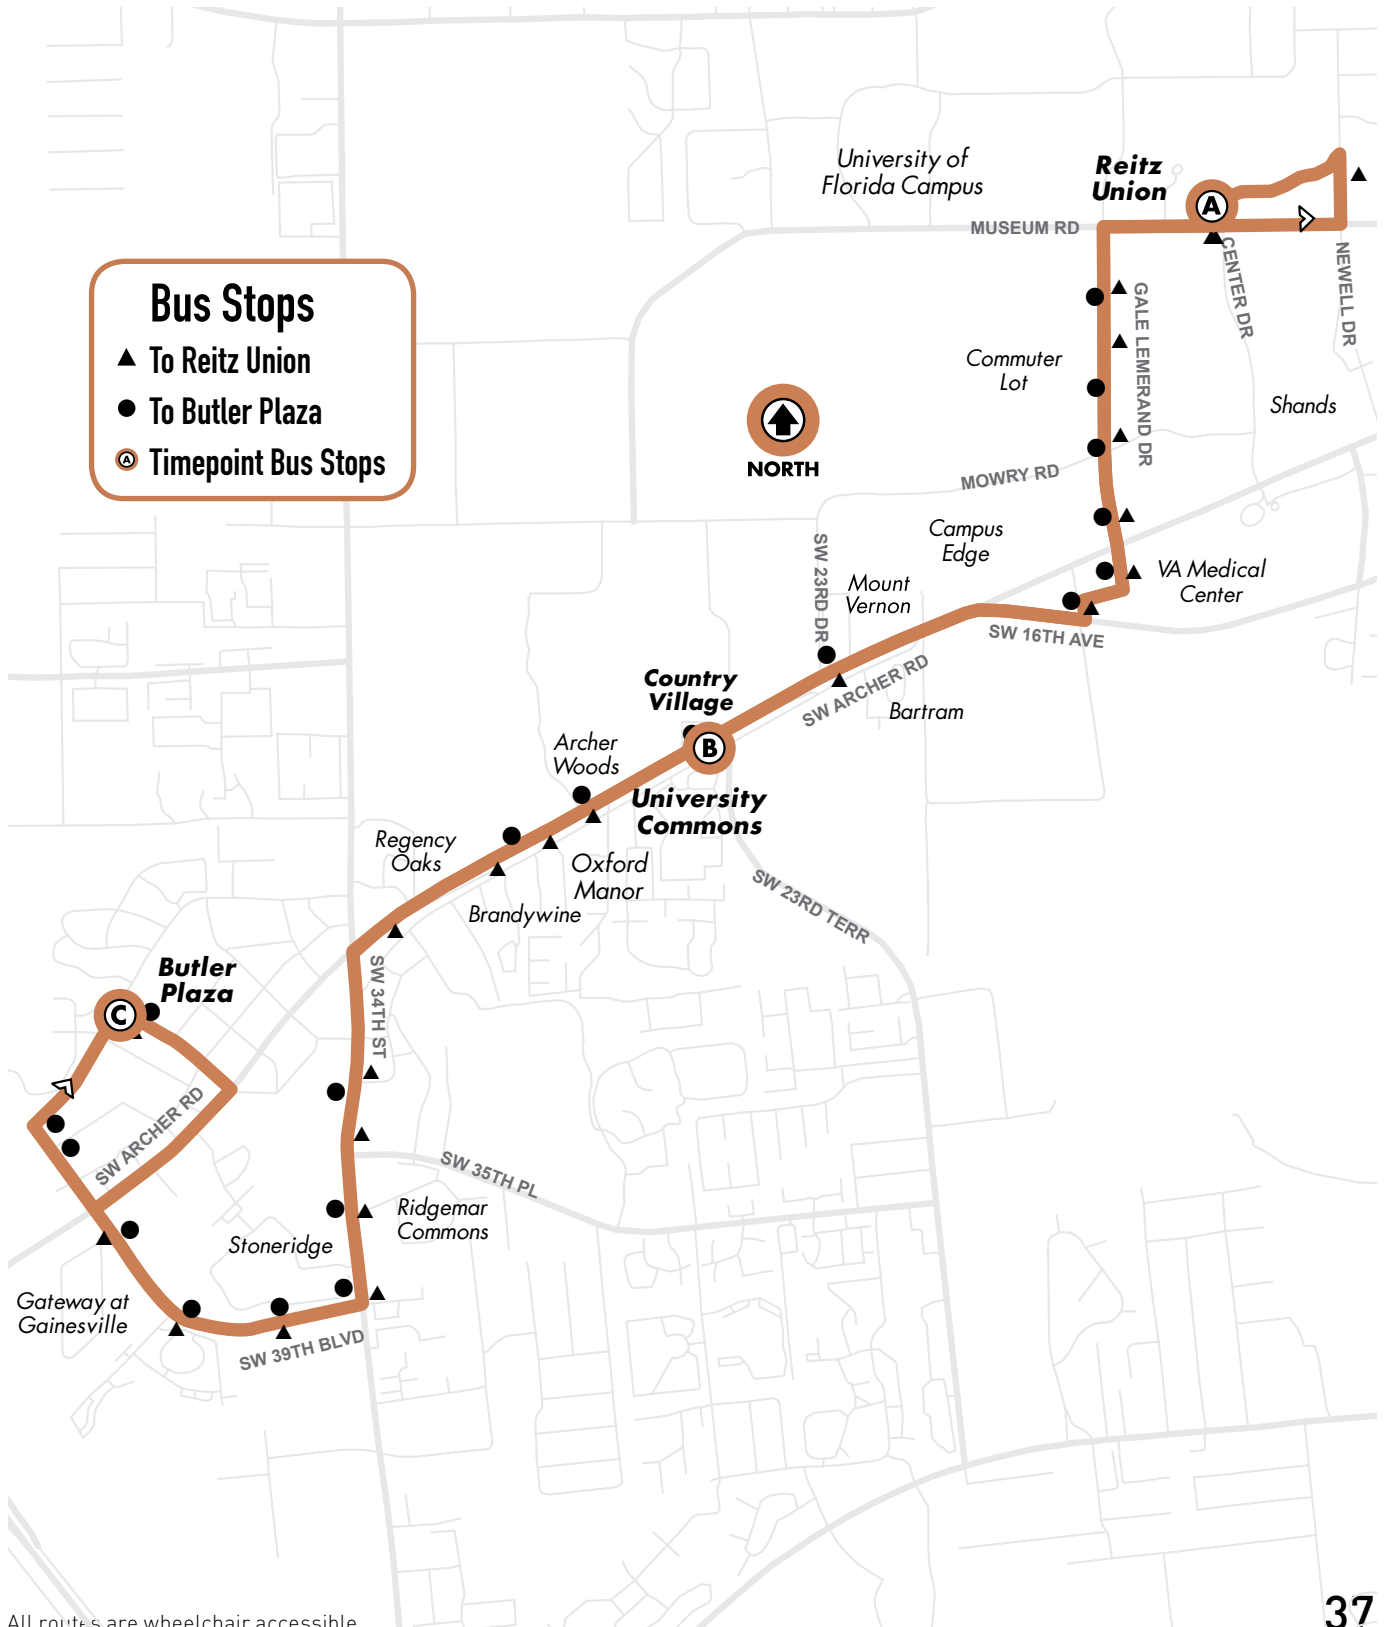 University of
Florida Campus
Reitz
Union
A
MUSEUM RD
CENTER DR
NEWELL DR
GALE LEMERAND DR
Bus Stops
To Reitz Union
To Butler Plaza
A Timepoint Bus Stops
Commuter
Lot
Shands
NORTH
MOWRY RD
Campus
Edge
SW 23RD DR
Mount
Vernon
VA Medical
Center
SW 16TH AVE
SW ARCHER RD
Bartram
Country
Village
B
Archer
Woods
University
Commons
Regency
Oaks
Oxford
Manor
Brandywine
SW 23RD TERR
Butler
Plaza
C
SW 34TH ST
SW ARCHER RD
SW 35TH PL
Ridgemar
Commons
Stoneridge
Gateway at
Gainesville
SW 39TH BLVD
All routes are wheelchair accessible
37